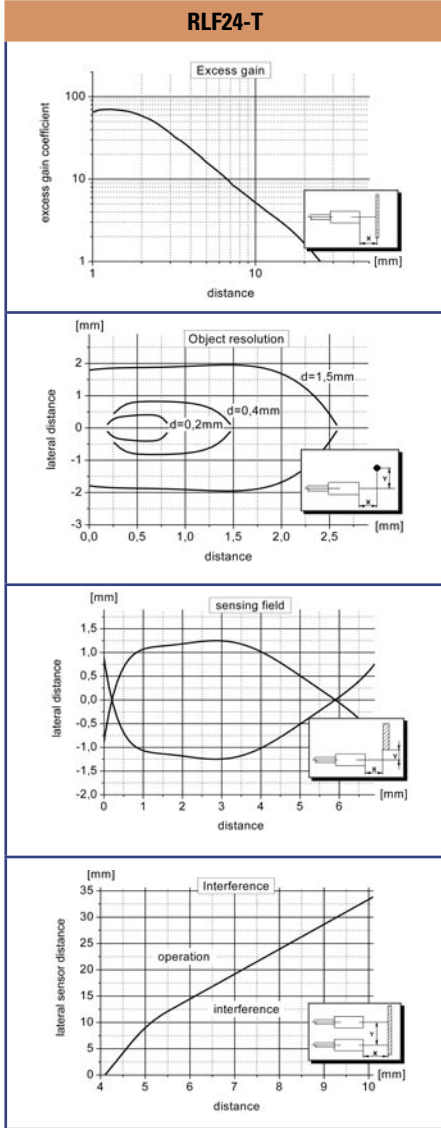 RLF24-T
Excess gain
excess gain coefficient
100
10
1
1
10
[mm]
X
distance
[mm]
Object resolution
lateral distance
2
1
0
-1
-2
-3
d=1,5mm
d=0,4mm
d=0,2mm
Y
X
0,0
0,5
1,0
1,5
2,0
2,5
[mm]
distance
[mm]
sensing field
lateral distance
1,5
1,0
0,5
0,0
-0,5
-1,0
-1,5
-2,0
Y
X
0
1
2
3
4
5
6
[mm]
distance
[mm]
Interference
lateral sensor distance
35
30
25
20
15
10
5
0
operation
interference
Y
X
4
5
6
7
8
9
10
[mm]
distance